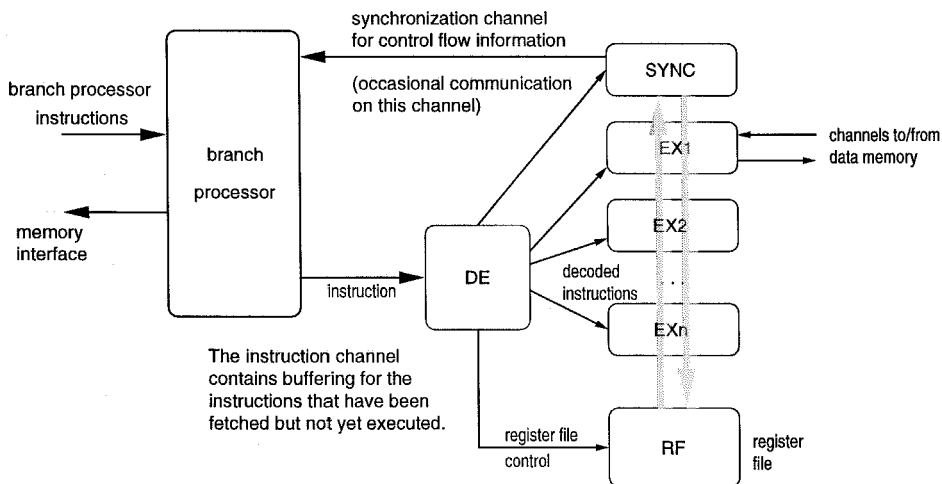 synchronization channel
for control flow information
(occasional communication
on this channel)
SYNC
branch processor
instructions
branch
processor
memory
interface
EX1
channels to/from
data memory
EX2
DE
instruction
decoded
instructions
. .
EXn
The instruction channel
contains buffering for the
instructions that have been
fetched but not yet executed.
register file
control
RF
register
file